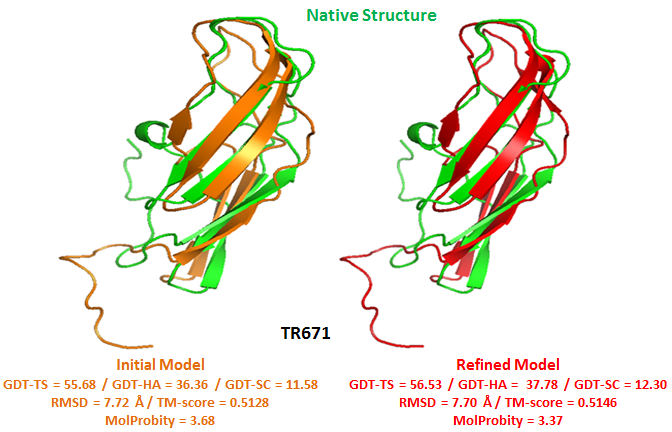 Native Structure
TR671
Initial Model
GDT-TS = 55.68 / GDT-HA = 36.36 / GDT-SC = 11.58
RMSD = 7.72 Å / TM-score = 0.5128
MolProbity = 3.68
Refined Model
GDT-TS = 56.53 / GDT-HA = 37.78 / GDT-SC = 12.30
RMSD = 7.70 Å / TM-score = 0.5146
MolProbity = 3.37